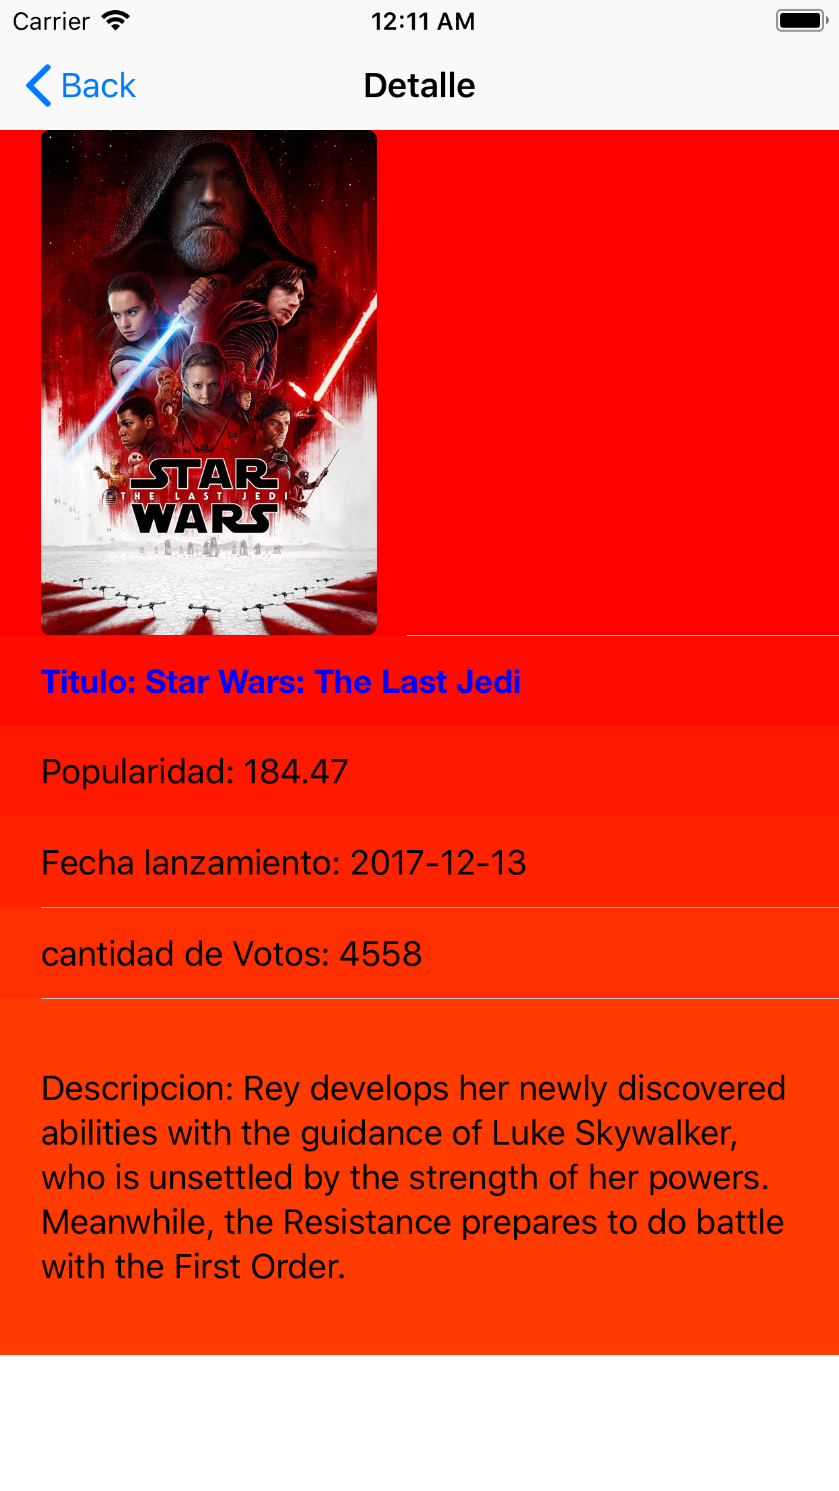 Carrier
12:11 AM
Back
Detalle
STAR
THE LAST JEDI
WARS
Titulo: Star Wars: The Last Jedi
Popularidad: 184.47
Fecha lanzamiento: 2017-12-13
cantidad de Votos: 4558
Descripcion: Rey develops her newly discovered
abilities with the guidance of Luke Skywalker,
who is unsettled by the strength of her powers.
Meanwhile, the Resistance prepares to do battle
with the First Order.